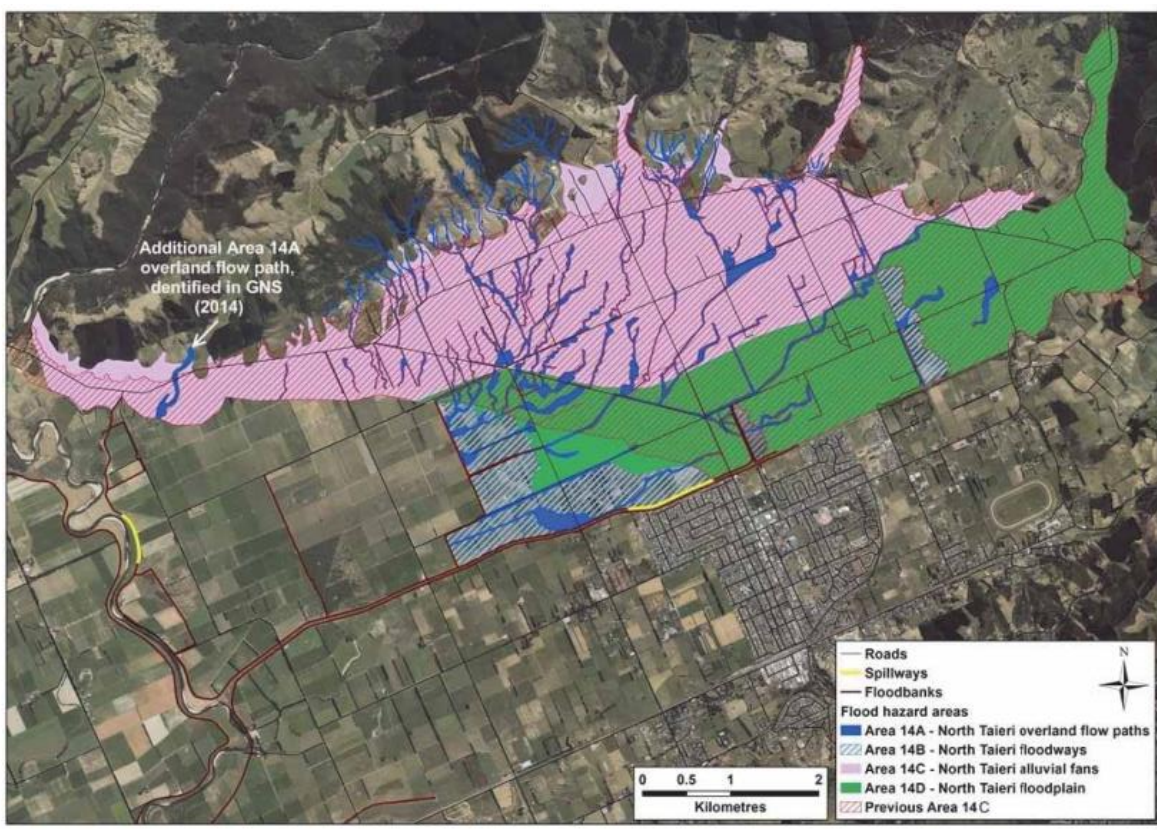 Additional Area 14A
overland flow path,
dentified in GNS
(2014)
Roads
Spillways
Floodbanks
Flood hazard areas
Area 14A - North Taieri overland flow paths
Area 14B - North Taieri floodways
Area 14C - North Taieri alluvial fans
Area 14D - North Taieri floodplain
Previous Area 14C
N
0 0.5 1 2
Kilometres